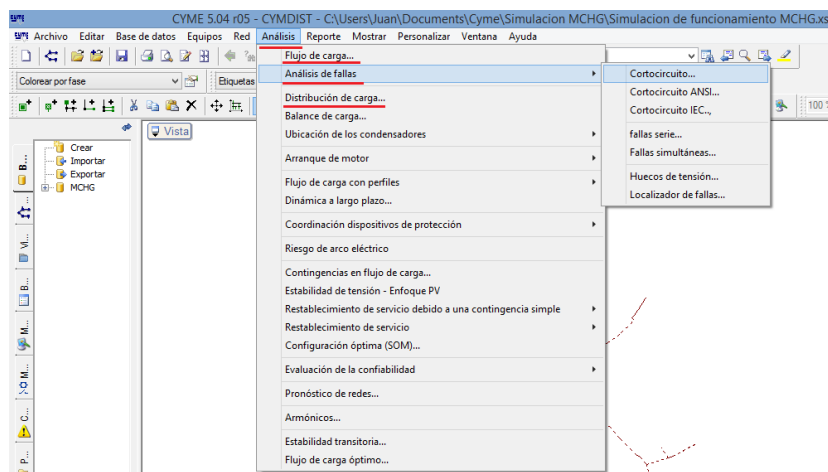 CYME 5.04 r05 - CYMDIST - C:\Users\Juan\Documents\Cyme\Simulacion MCHG\Simulacion de funcionamiento MCHG.xs
Archivo Editar Base de datos Equipos Red Análisis Reporte Mostrar Personalizar Ventana Ayuda
Colorear por fase
Etiquetas
100
Vista
Crear
Importar
Exportar
MCHG
B...
VI...
B...
M...
M...
C...
P...
Flujo de carga...
Análisis de fallas
Distribución de carga...
Balance de carga...
Ubicación de los condensadores
Arranque de motor
Flujo de carga con perfiles
Dinámica a largo plazo...
Coordinación dispositivos de protección
Riesgo de arco eléctrico
Contingencias en flujo de carga...
Estabilidad de tensión - Enfoque PV
Restablecimiento de servicio debido a una contingencia simple
Restablecimiento de servicio
Configuración óptima (SOM)...
Evaluación de la confiabilidad
Pronóstico de redes...
Armónicos...
Estabilidad transitoria...
Flujo de carga óptimo...
Cortocircuito...
Cortocircuito ANSI...
Cortocircuito IEC..,
fallas serie...
Fallas simultáneas...
Huecos de tensión...
Localizador de fallas...